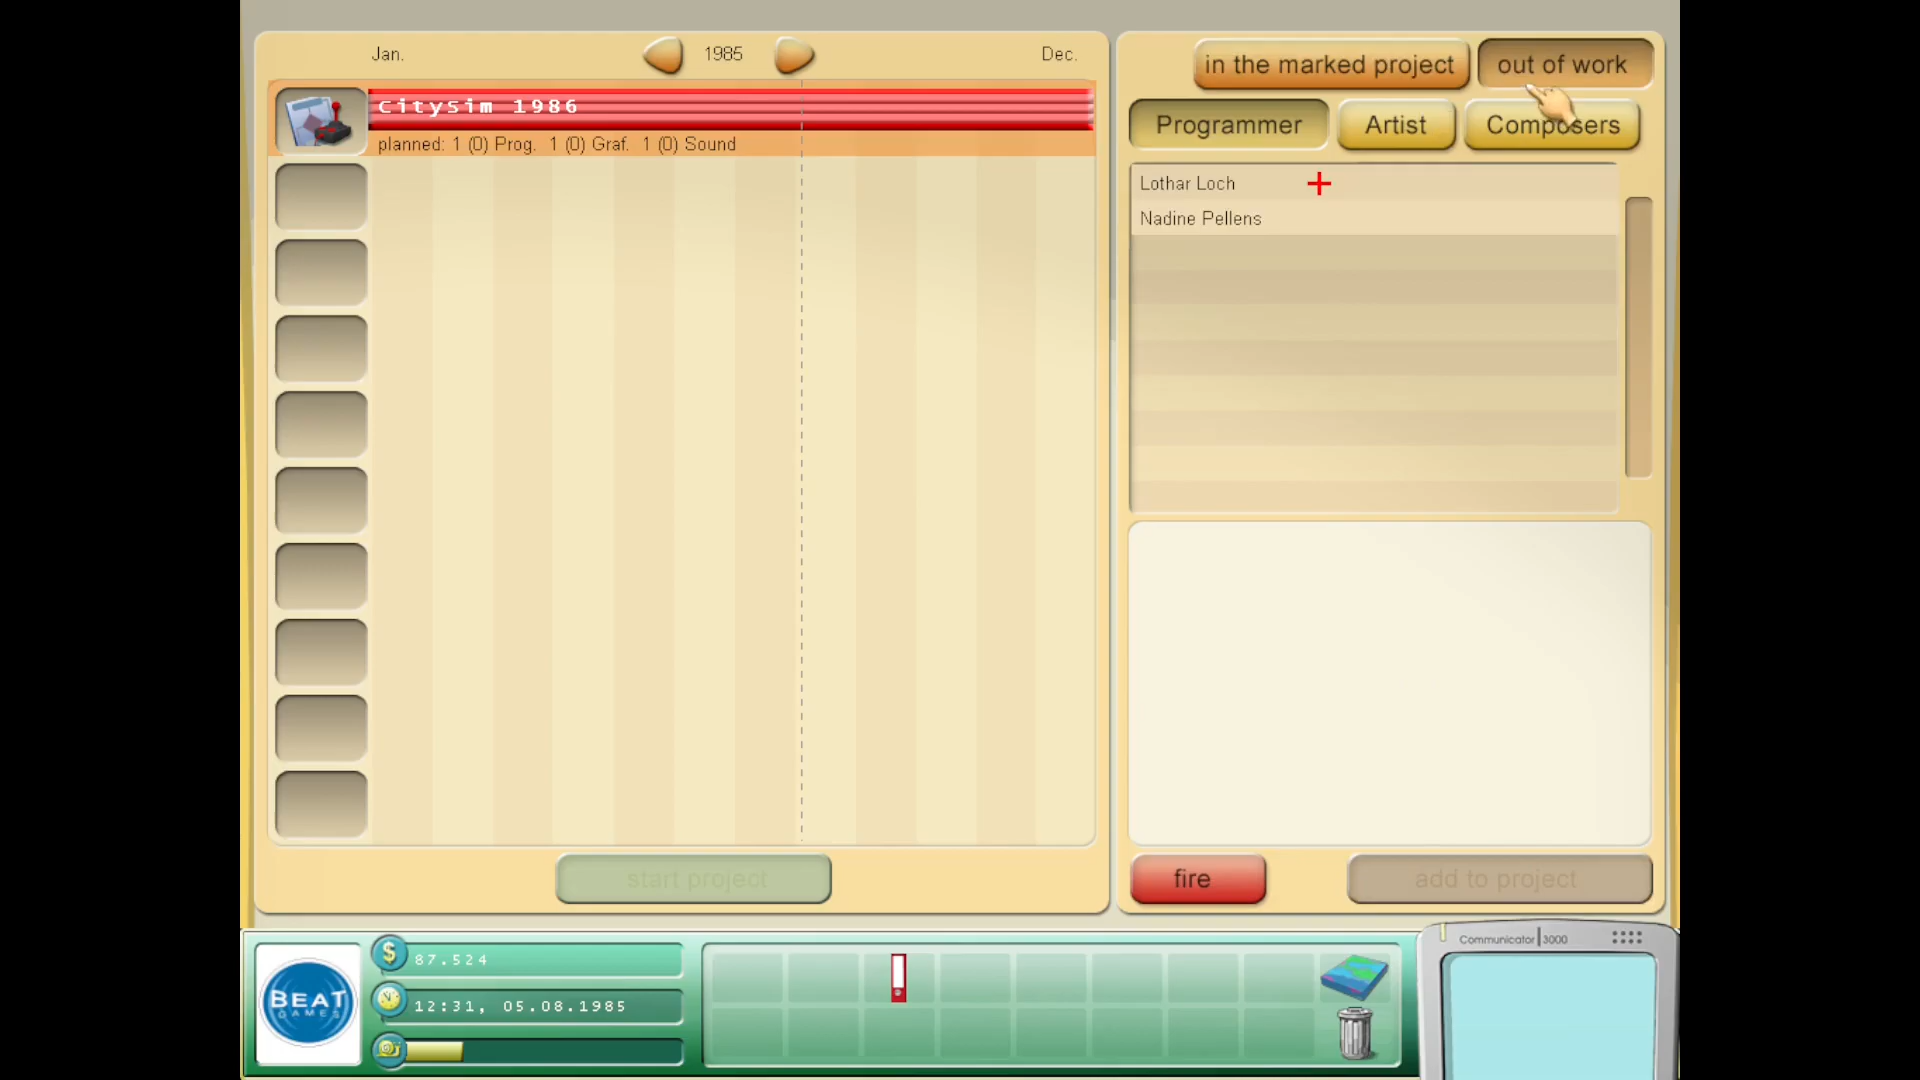 Jan.
1985
Dec.
citysim 1986
planned: 1 (0) Prog. 1 (0) Graf. 1 (0) Sound
start project
in the marked project
out of work
Programmer
Artist
Composers
Lothar Loch
Nadine Pellens
fire
add to project
BEAT
GAMES
$
87.524
12:31, 05.08.1985
Communicator 3000